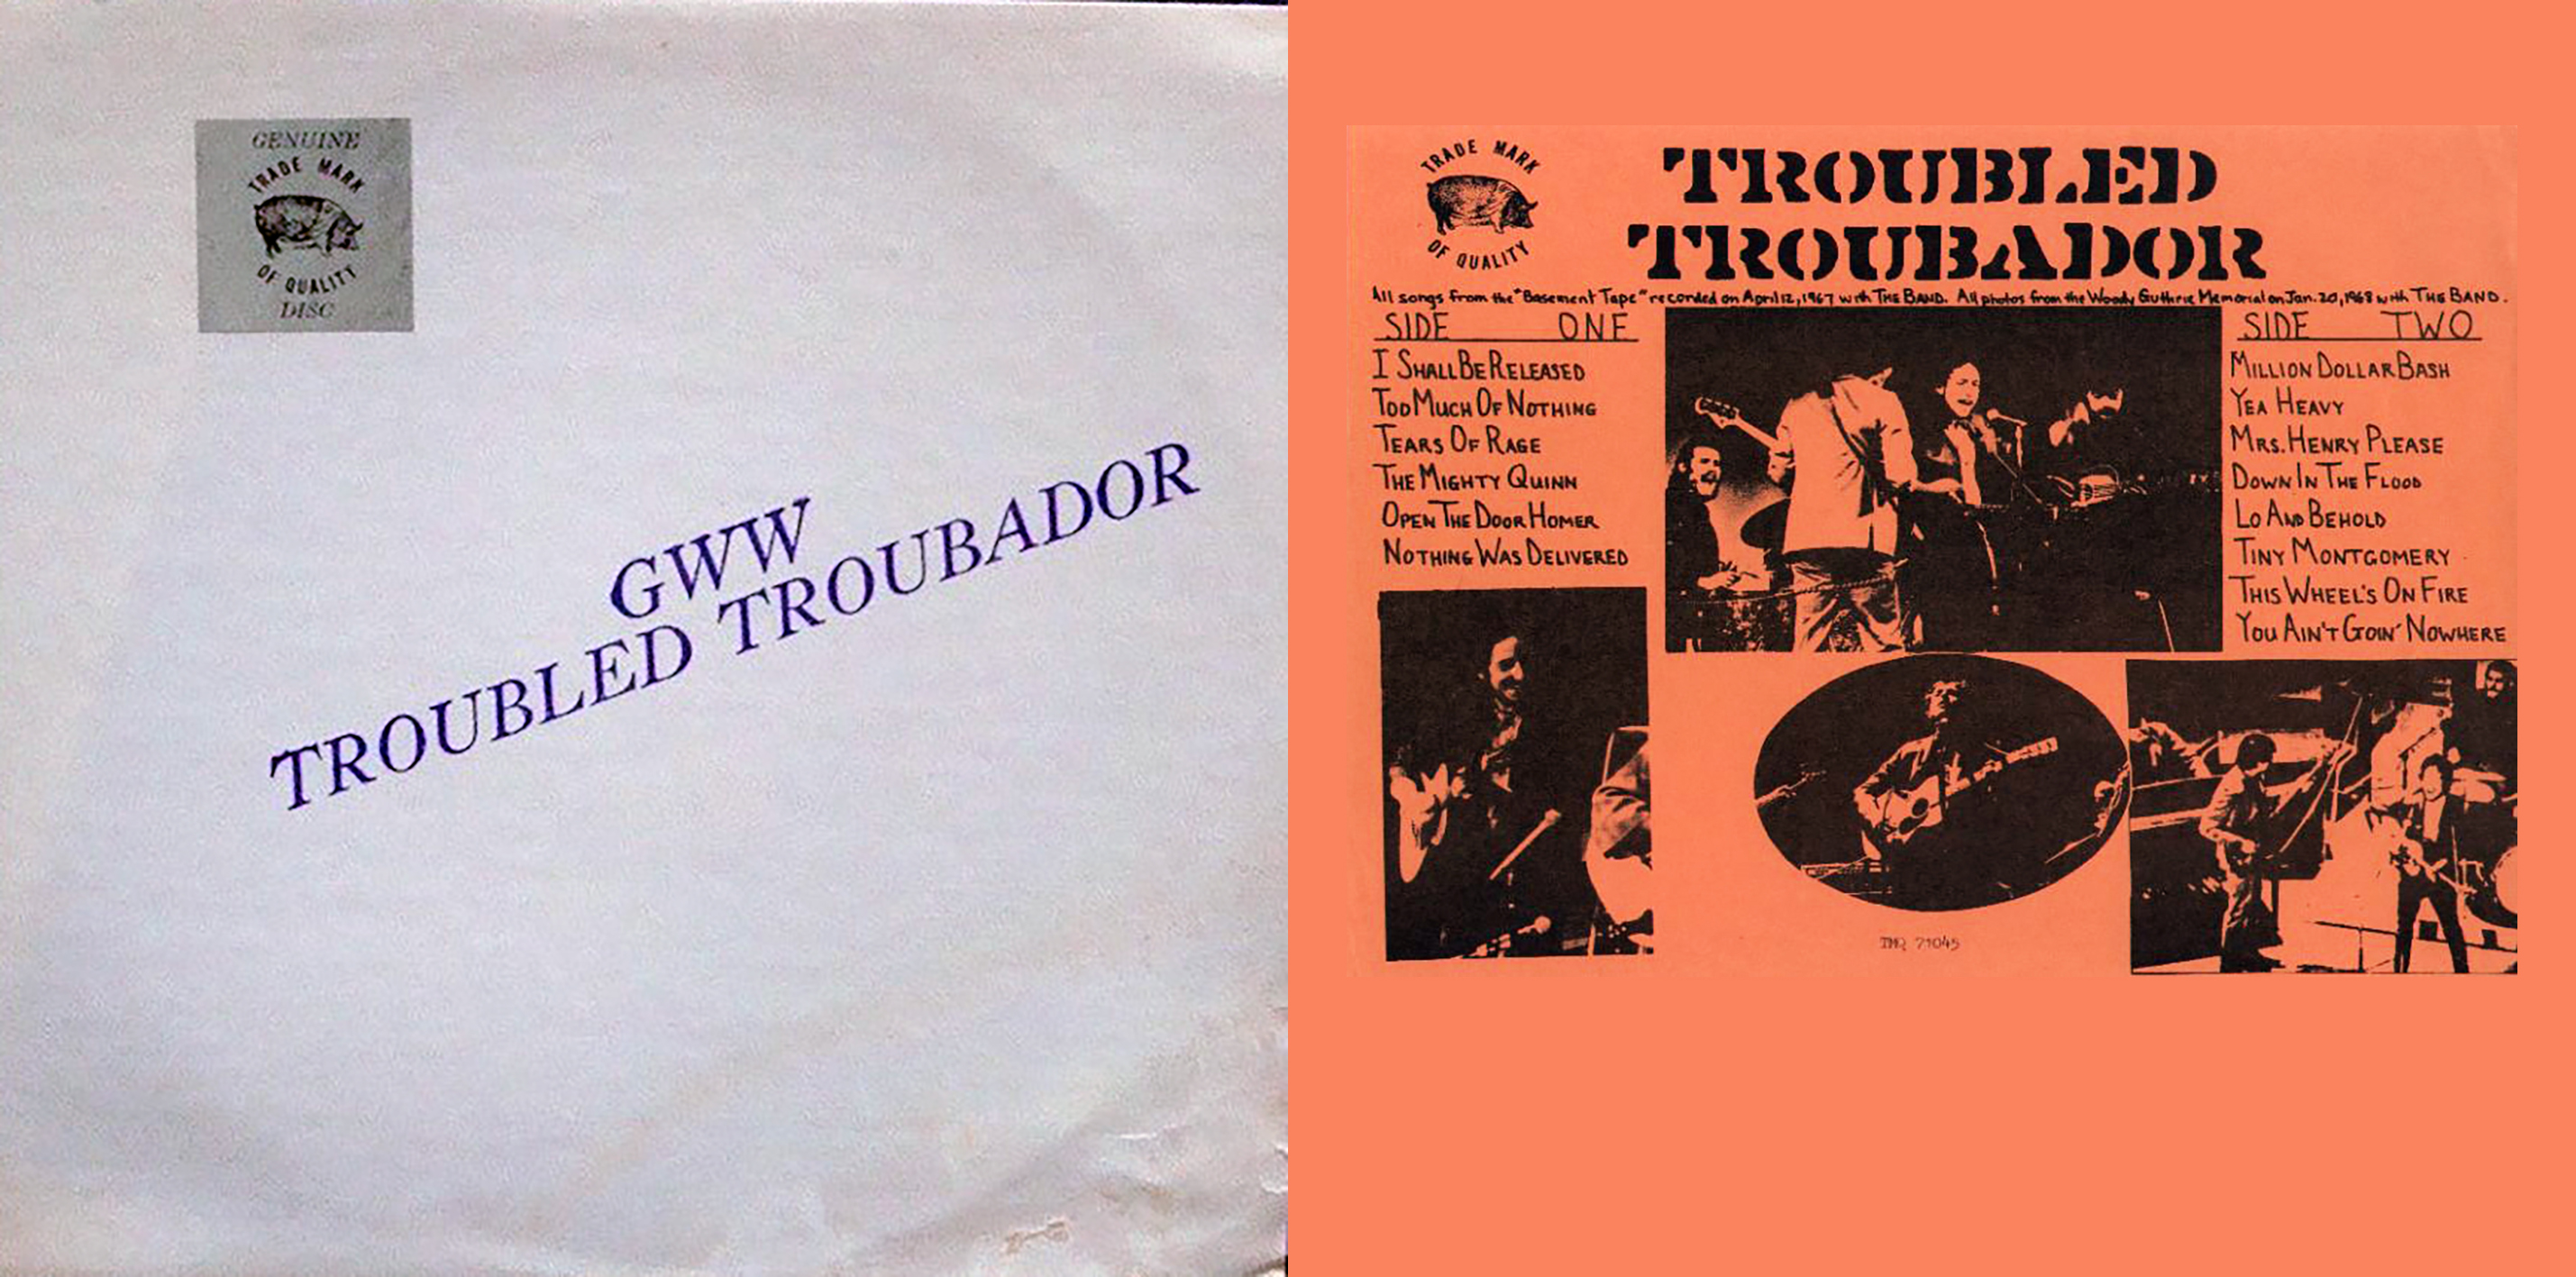 GENUINE
TRADE MARK
OF QUALITY
DISC
GWW
TROUBLED TROUBADOR
TRADE MARK
OF QUALITY
TROUBLED
TROUBADOR
All songs from the "Basement Tape" recorded on April 12, 1967 with THE BAND. All photos from the Woody Guthrie Memorial on Jan. 20, 1968 with THE BAND.
SIDE ONE
I SHALL BE RELEASED
TOO MUCH OF NOTHING
TEARS OF RAGE
THE MIGHTY QUINN
OPEN THE DOOR HOMER
NOTHING WAS DELIVERED
SIDE TWO
MILLION DOLLAR BASH
YEA HEAVY
MRS. HENRY PLEASE
DOWN IN THE FLOOD
LO AND BEHOLD
TINY MONTGOMERY
THIS WHEEL'S ON FIRE
YOU AIN'T GOIN' NOWHERE
TMQ 71045